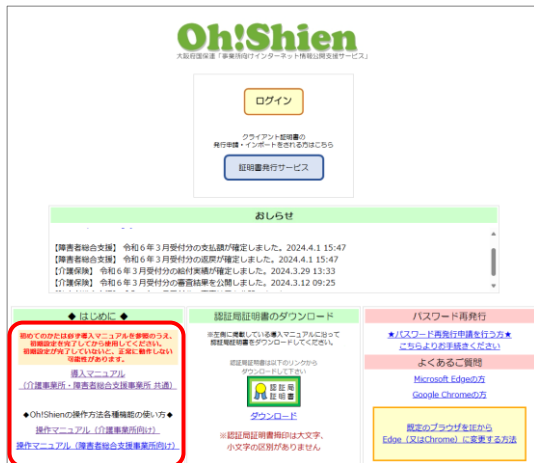 Oh!Shien
大阪府国保連「事業所向けインターネット情報公開支援サービス」
ログイン
クライアント証明書の
発行申請・インポートをされる方はこちら
証明書発行サービス
おしらせ
【障害者総合支援】 令和6年3月受付分の支払額が確定しました。2024.4.1 15:47
【障害者総合支援】 令和6年3月受付分の返戻が確定しました。2024.4.1 15:47
【介護保険】 令和6年3月受付分の給付実績が確定しました。2024.3.29 13:33
【介護保険】 令和6年3月受付分の審査結果を公開しました。2024.3.12 09:25
◆ はじめに ◆
初めてのかたは必ず導入マニュアルを参照のうえ、
初期設定を完了してから使用してください。
初期設定が完了していないと、正常に動作しない
可能性があります。
導入マニュアル
（介護事業所・障害者総合支援事業所 共通）
◆Oh!Shienの操作方法各種機能の使い方◆
操作マニュアル（介護事業所向け）
操作マニュアル（障害者総合支援事業所向け）
認証局証明書のダウンロード
※左側に掲載している導入マニュアルに沿って
認証局証明書をダウンロードしてください。
認証局証明書は以下のリンクから
ダウンロードして下さい
認証局
証明書
ダウンロード
※認証局証明書拇印は大文字、
小文字の区別がありません
パスワード再発行
★パスワード再発行申請を行う方★
こちらよりお手続きください
よくあるご質問
Microsoft Edgeの方
Google Chromeの方
既定のブラウザをIEから
Edge（又はChrome）に変更する方法